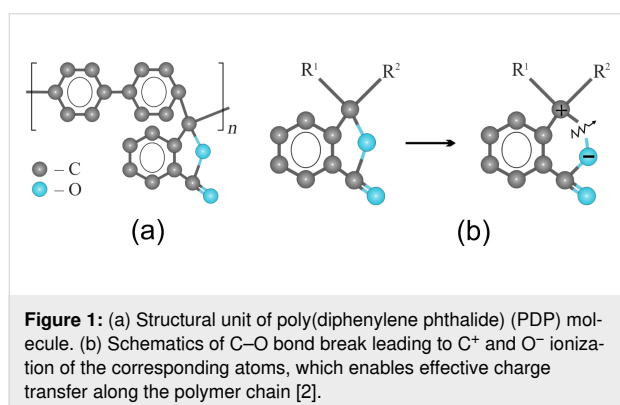 n
R¹ R² R¹ R²
+
– C
– O
−
(a) (b)
Figure 1: (a) Structural unit of poly(diphenylene phthalide) (PDP) mol-
ecule. (b) Schematics of C–O bond break leading to C⁺ and O⁻ ioniza-
tion of the corresponding atoms, which enables effective charge
transfer along the polymer chain [2].